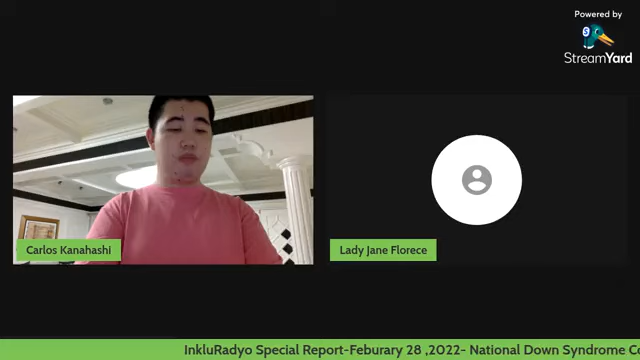 Powered by
StreamYard
Carlos Kanahashi
Lady Jane Florece
InkluRadyo Special Report-Feburary 28 ,2022- National Down Syndrome Co